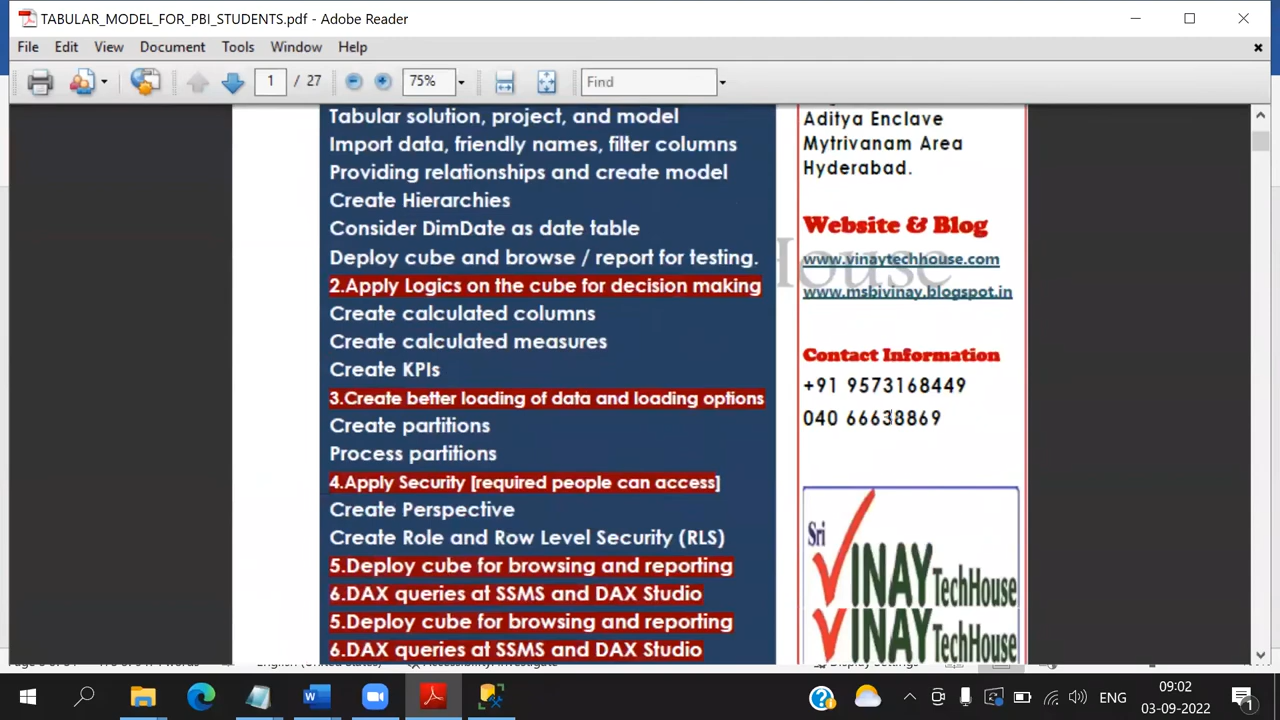 TABULAR_MODEL_FOR_PBI_STUDENTS.pdf - Adobe Reader
File Edit View Document Tools Window Help
1 / 27 75% Find
Tabular solution, project, and model
Import data, friendly names, filter columns
Providing relationships and create model
Create Hierarchies
Consider DimDate as date table
Deploy cube and browse / report for testing.
2.Apply Logics on the cube for decision making
Create calculated columns
Create calculated measures
Create KPIs
3.Create better loading of data and loading options
Create partitions
Process partitions
4.Apply Security [required people can access]
Create Perspective
Create Role and Row Level Security (RLS)
5.Deploy cube for browsing and reporting
6.DAX queries at SSMS and DAX Studio
5.Deploy cube for browsing and reporting
6.DAX queries at SSMS and DAX Studio
Aditya Enclave
Mytrivanam Area
Hyderabad.
House
Website & Blog
www.vinaytechhouse.com
www.msbivinay.blogspot.in
Contact Information
+91 9573168449
040 66638869
Sri
VINAY TechHouse
VINAY TechHouse
ENG
09:02
03-09-2022
1